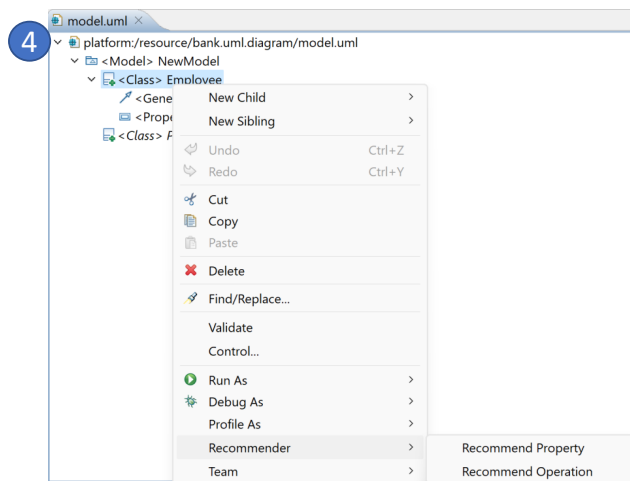 model.uml
4
platform:/resource/bank.uml.diagram/model.uml
<Model> NewModel
<Class> Employee
<Gene
<Prope
<Class> P
New Child
New Sibling
Undo Ctrl+Z
Redo Ctrl+Y
Cut
Copy
Paste
Delete
Find/Replace...
Validate
Control...
Run As
Debug As
Profile As
Recommender
Recommend Property
Team
Recommend Operation